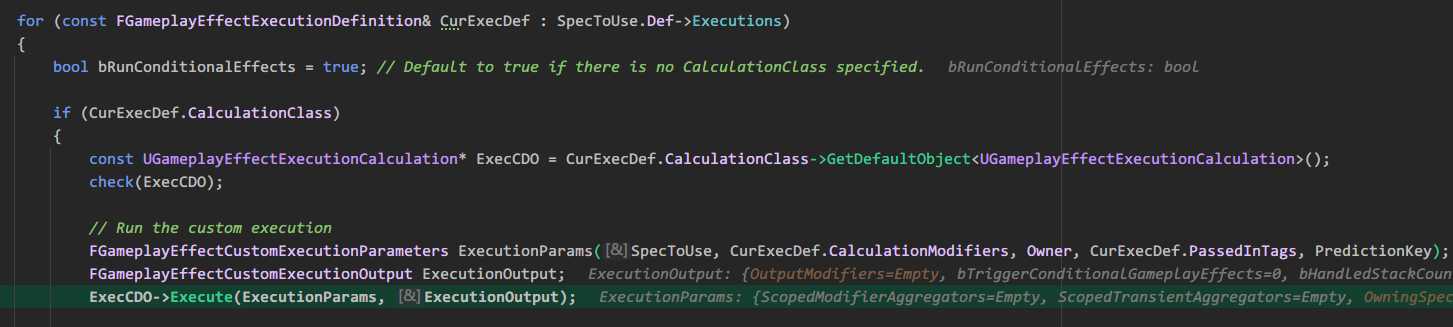 for (const FGameplayEffectExecutionDefinition& CurExecDef : SpecToUse.Def->Executions)
{
bool bRunConditionalEffects = true; // Default to true if there is no CalculationClass specified. bRunConditionalEffects: bool
if (CurExecDef.CalculationClass)
{
const UGameplayEffectExecutionCalculation* ExecCDO = CurExecDef.CalculationClass->GetDefaultObject<UGameplayEffectExecutionCalculation>();
check(ExecCDO);
// Run the custom execution
FGameplayEffectCustomExecutionParameters ExecutionParams([&]SpecToUse, CurExecDef.CalculationModifiers, Owner, CurExecDef.PassedInTags, PredictionKey);
FGameplayEffectCustomExecutionOutput ExecutionOutput; ExecutionOutput: {OutputModifiers=Empty, bTriggerConditionalGameplayEffects=0, bHandledStackCoun
ExecCDO->Execute(ExecutionParams, [&]ExecutionOutput); ExecutionParams: {ScopedModifierAggregators=Empty, ScopedTransientAggregators=Empty, OwningSpec